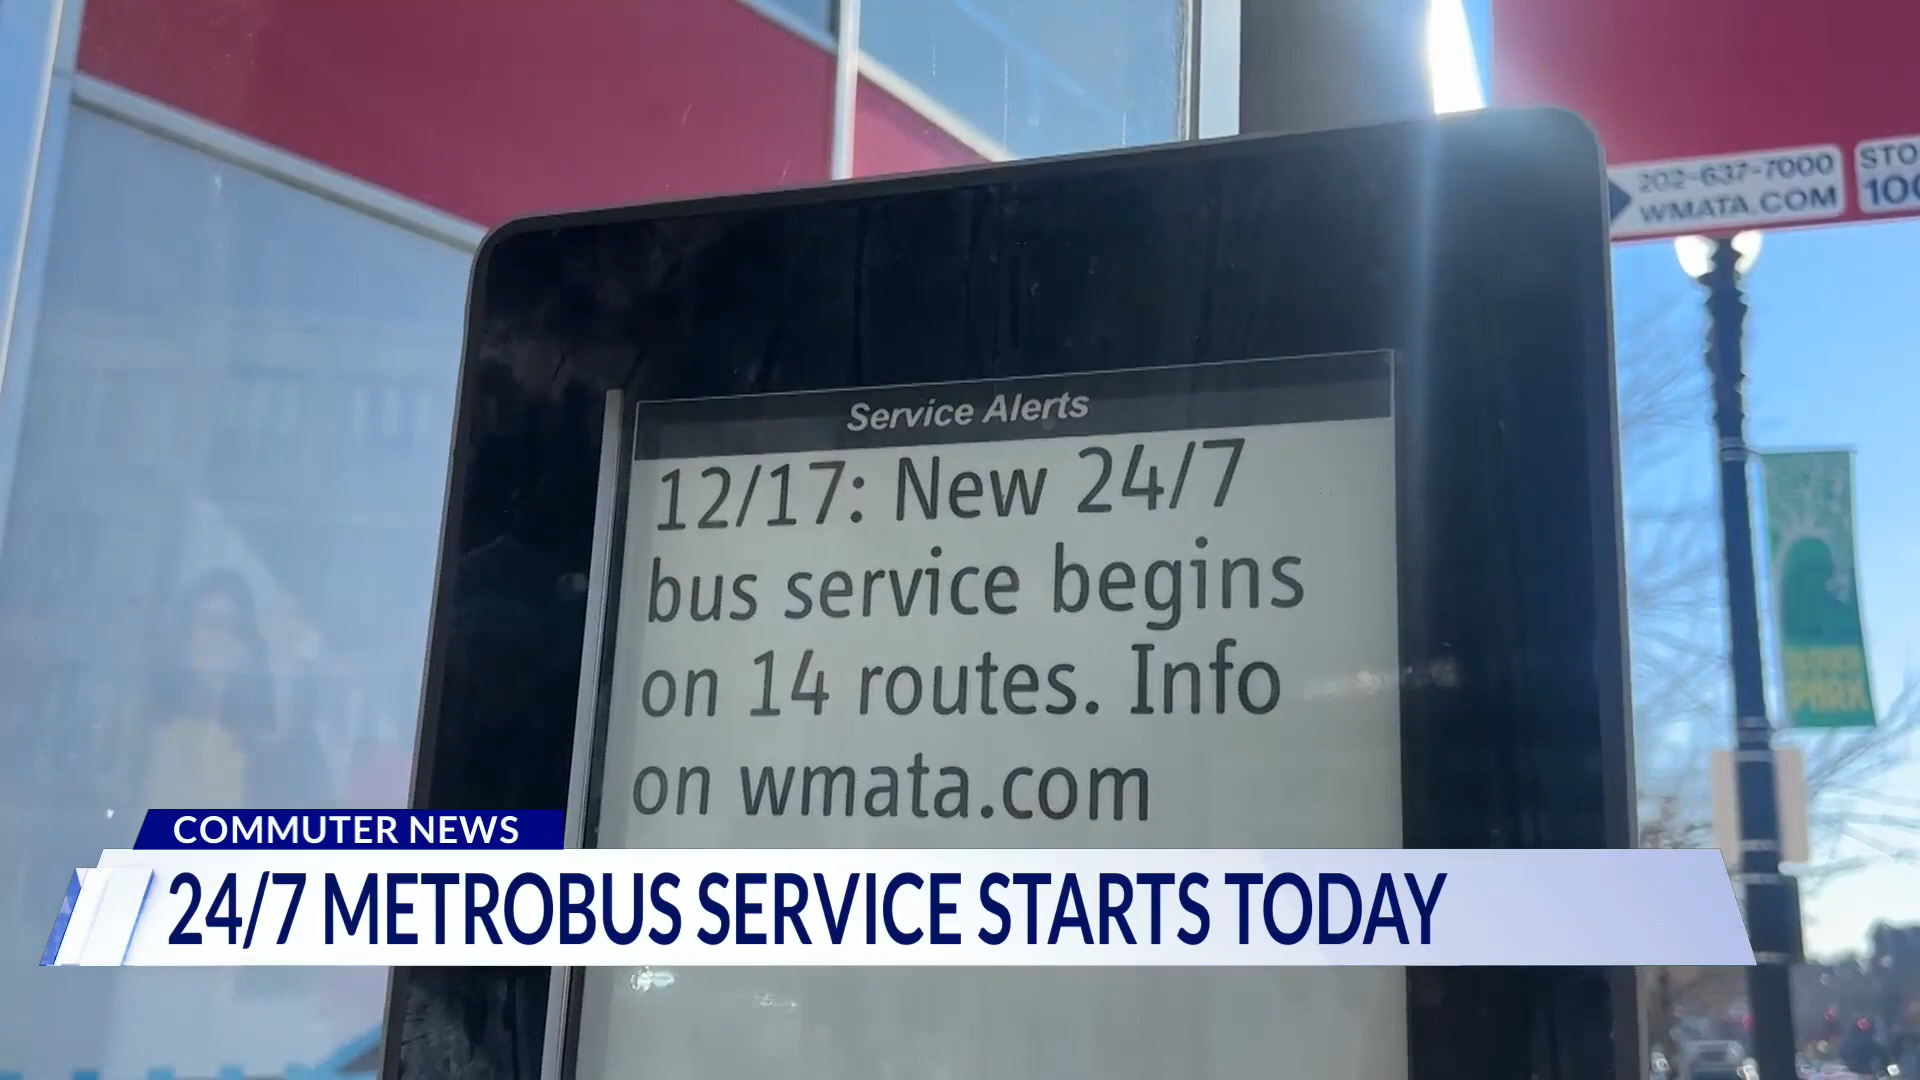 202-637-7000
WMATA.COM
Service Alerts
12/17: New 24/7
bus service begins
on 14 routes. Info
on wmata.com
PARK
COMMUTER NEWS
24/7 METROBUS SERVICE STARTS TODAY